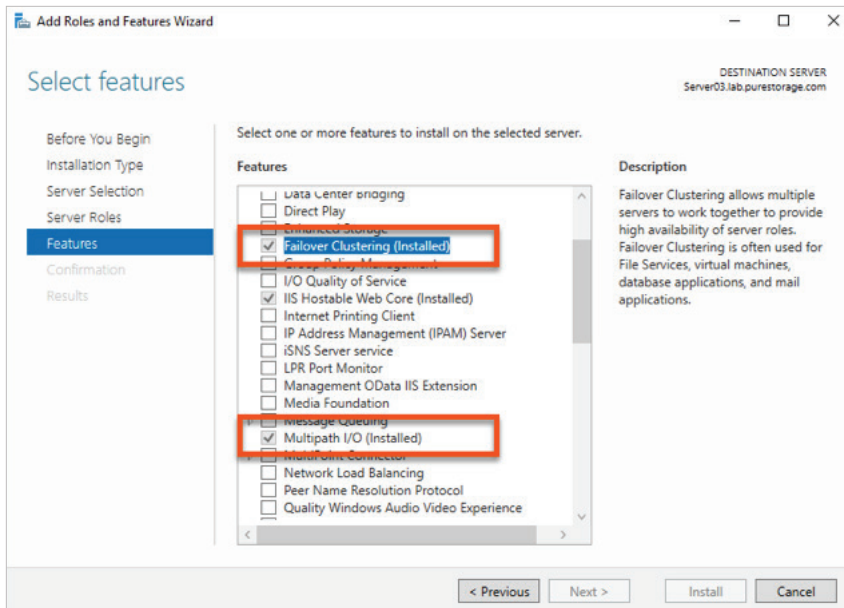 Add Roles and Features Wizard
Select features
DESTINATION SERVER
Server03.lab.purestorage.com
Before You Begin
Installation Type
Server Selection
Server Roles
Features
Confirmation
Results
Select one or more features to install on the selected server.
Features
Data Center Bridging
Direct Play
Enhanced Storage
Failover Clustering (Installed)
Group Policy Management
I/O Quality of Service
IIS Hostable Web Core (Installed)
Internet Printing Client
IP Address Management (IPAM) Server
iSNS Server service
LPR Port Monitor
Management OData IIS Extension
Media Foundation
Message Queuing
Multipath I/O (Installed)
MultiPoint Connector
Network Load Balancing
Peer Name Resolution Protocol
Quality Windows Audio Video Experience
Description
Failover Clustering allows multiple
servers to work together to provide
high availability of server roles.
Failover Clustering is often used for
File Services, virtual machines,
database applications, and mail
applications.
< Previous
Next >
Install
Cancel